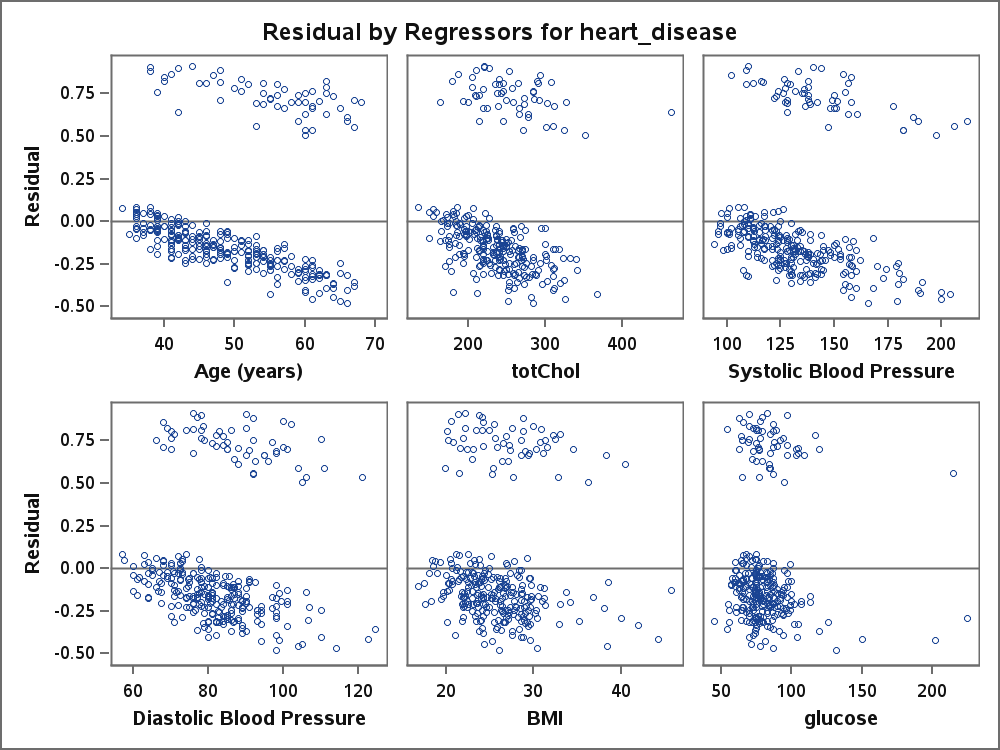 Residual by Regressors for heart_disease
Residual
0.75
0.50
0.25
0.00
-0.25
-0.50
40 50 60 70
Age (years)
200 300 400
totChol
100 125 150 175 200
Systolic Blood Pressure
Residual
0.75
0.50
0.25
0.00
-0.25
-0.50
60 80 100 120
Diastolic Blood Pressure
20 30 40
BMI
50 100 150 200
glucose